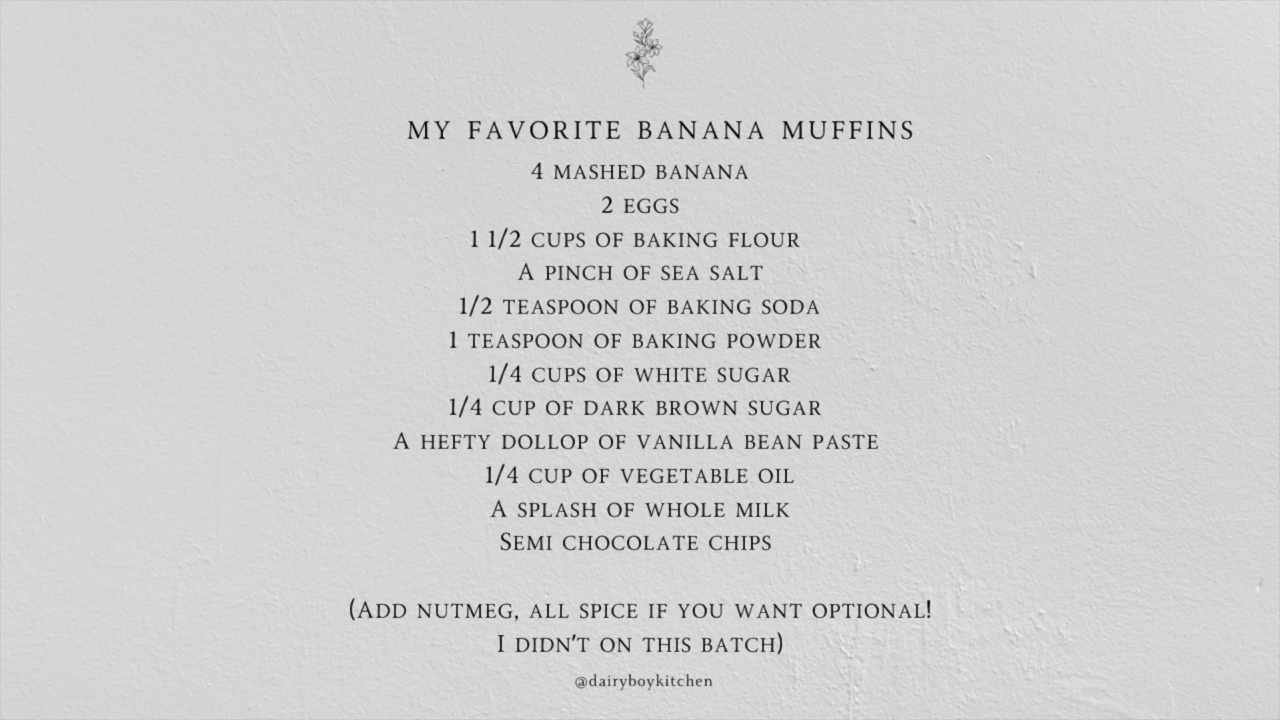 MY FAVORITE BANANA MUFFINS
4 MASHED BANANA
2 EGGS
1 1/2 CUPS OF BAKING FLOUR
A PINCH OF SEA SALT
1/2 TEASPOON OF BAKING SODA
1 TEASPOON OF BAKING POWDER
1/4 CUPS OF WHITE SUGAR
1/4 CUP OF DARK BROWN SUGAR
A HEFTY DOLLOP OF VANILLA BEAN PASTE
1/4 CUP OF VEGETABLE OIL
A SPLASH OF WHOLE MILK
SEMI CHOCOLATE CHIPS
(ADD NUTMEG, ALL SPICE IF YOU WANT OPTIONAL!
I DIDN'T ON THIS BATCH)
@dairyboykitchen